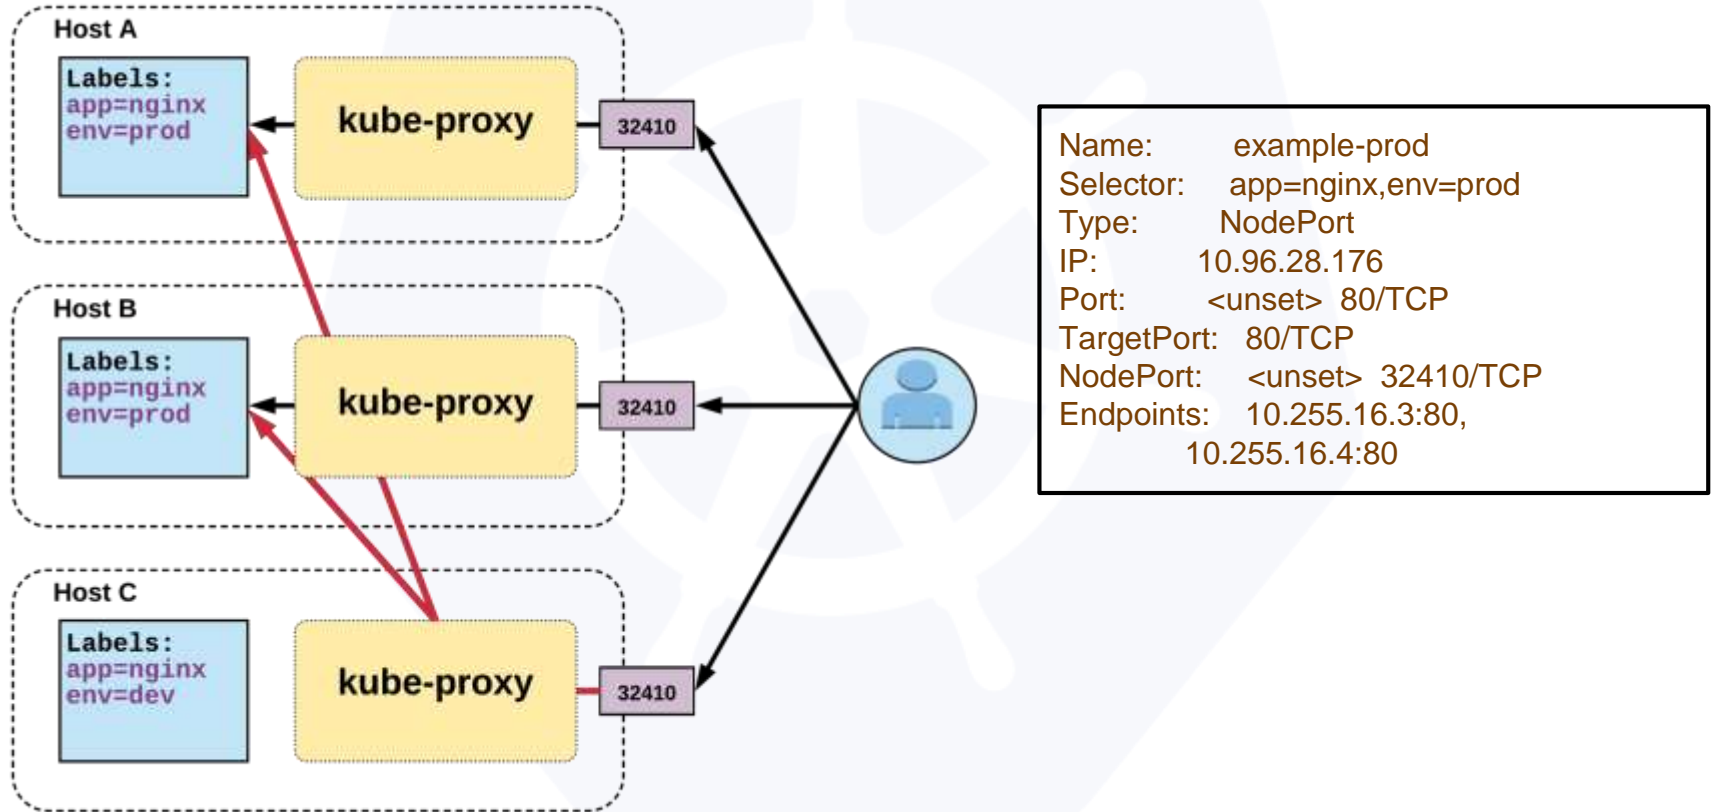 Host A
Labels:
app=nginx
env=prod
kube-proxy
32410
Host B
Labels:
app=nginx
env=prod
kube-proxy
32410
Host C
Labels:
app=nginx
env=dev
kube-proxy
32410
Name: example-prod
Selector: app=nginx,env=prod
Type: NodePort
IP: 10.96.28.176
Port: <unset> 80/TCP
TargetPort: 80/TCP
NodePort: <unset> 32410/TCP
Endpoints: 10.255.16.3:80,
10.255.16.4:80